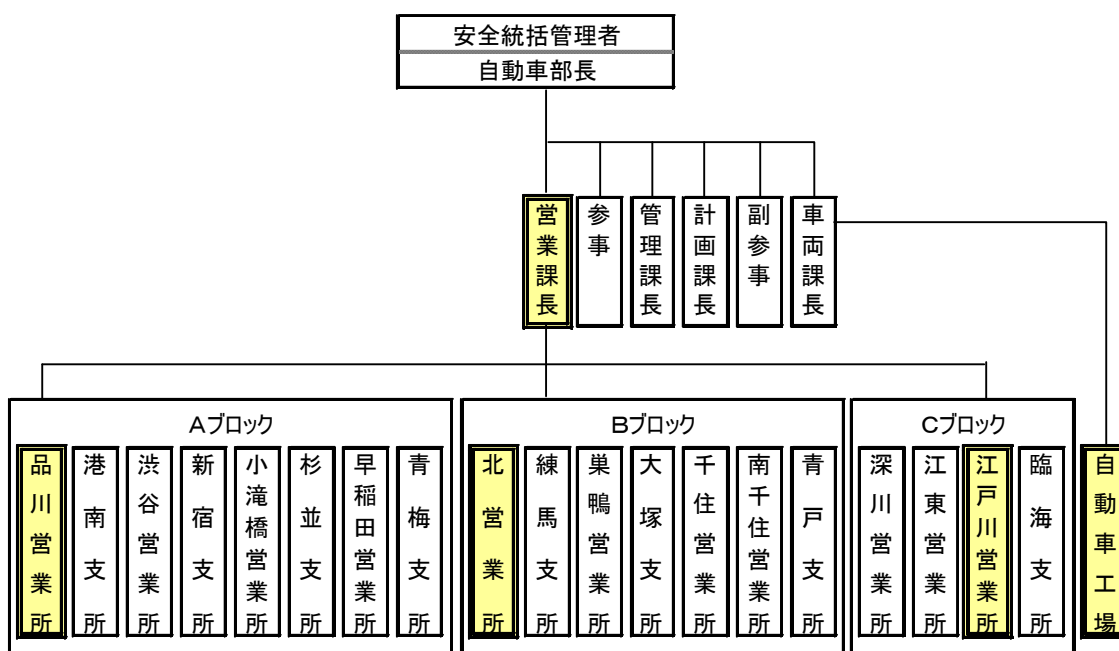 安全統括管理者
自動車部長
営業課長
参事
管理課長
計画課長
副参事
車両課長
Aブロック
品川営業所
港南支所
渋谷営業所
新宿支所
小滝橋営業所
杉並支所
早稲田営業所
青梅支所
Bブロック
北営業所
練馬支所
巣鴨営業所
大塚支所
千住営業所
南千住営業所
青戸支所
Cブロック
深川営業所
江東営業所
江戸川営業所
臨海支所
自動車工場